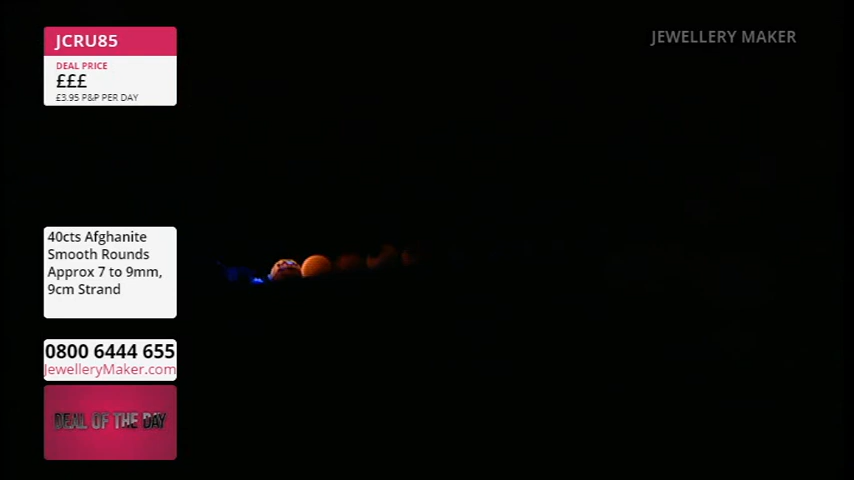 JCRU85
DEAL PRICE
£££
£3.95 P&P PER DAY
JEWELLERY MAKER
40cts Afghanite
Smooth Rounds
Approx 7 to 9mm,
9cm Strand
0800 6444 655
JewelleryMaker.com
DEAL OF THE DAY